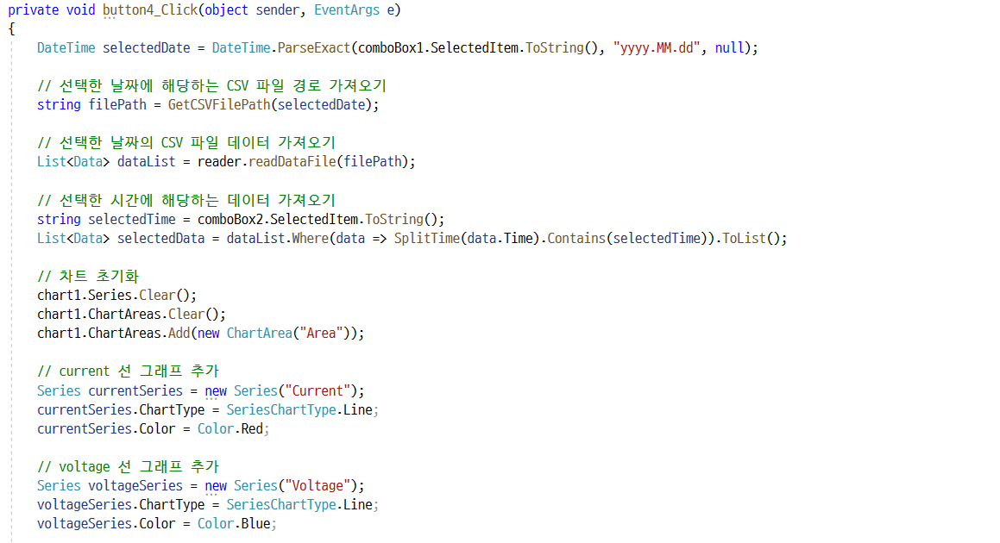 private void button4_Click(object sender, EventArgs e)
{
DateTime selectedDate = DateTime.ParseExact(comboBox1.SelectedItem.ToString(), "yyyy.MM.dd", null);
// 선택한 날짜에 해당하는 CSV 파일 경로 가져오기
string filePath = GetCSVFilePath(selectedDate);
// 선택한 날짜의 CSV 파일 데이터 가져오기
List<Data> dataList = reader.readDataFile(filePath);
// 선택한 시간에 해당하는 데이터 가져오기
string selectedTime = comboBox2.SelectedItem.ToString();
List<Data> selectedData = dataList.Where(data => SplitTime(data.Time).Contains(selectedTime)).ToList();
// 차트 초기화
chart1.Series.Clear();
chart1.ChartAreas.Clear();
chart1.ChartAreas.Add(new ChartArea("Area"));
// current 선 그래프 추가
Series currentSeries = new Series("Current");
currentSeries.ChartType = SeriesChartType.Line;
currentSeries.Color = Color.Red;
// voltage 선 그래프 추가
Series voltageSeries = new Series("Voltage");
voltageSeries.ChartType = SeriesChartType.Line;
voltageSeries.Color = Color.Blue;